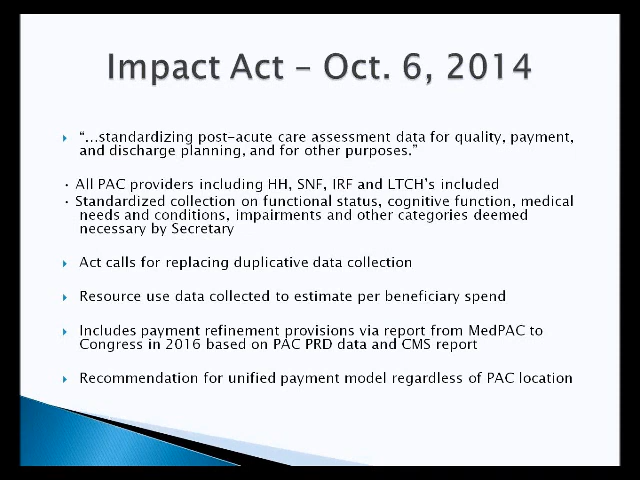 Impact Act – Oct. 6, 2014
“…standardizing post-acute care assessment data for quality, payment,
and discharge planning, and for other purposes.”
• All PAC providers including HH, SNF, IRF and LTCH’s included
• Standardized collection on functional status, cognitive function, medical
needs and conditions, impairments and other categories deemed
necessary by Secretary
Act calls for replacing duplicative data collection
Resource use data collected to estimate per beneficiary spend
Includes payment refinement provisions via report from MedPAC to
Congress in 2016 based on PAC PRD data and CMS report
Recommendation for unified payment model regardless of PAC location